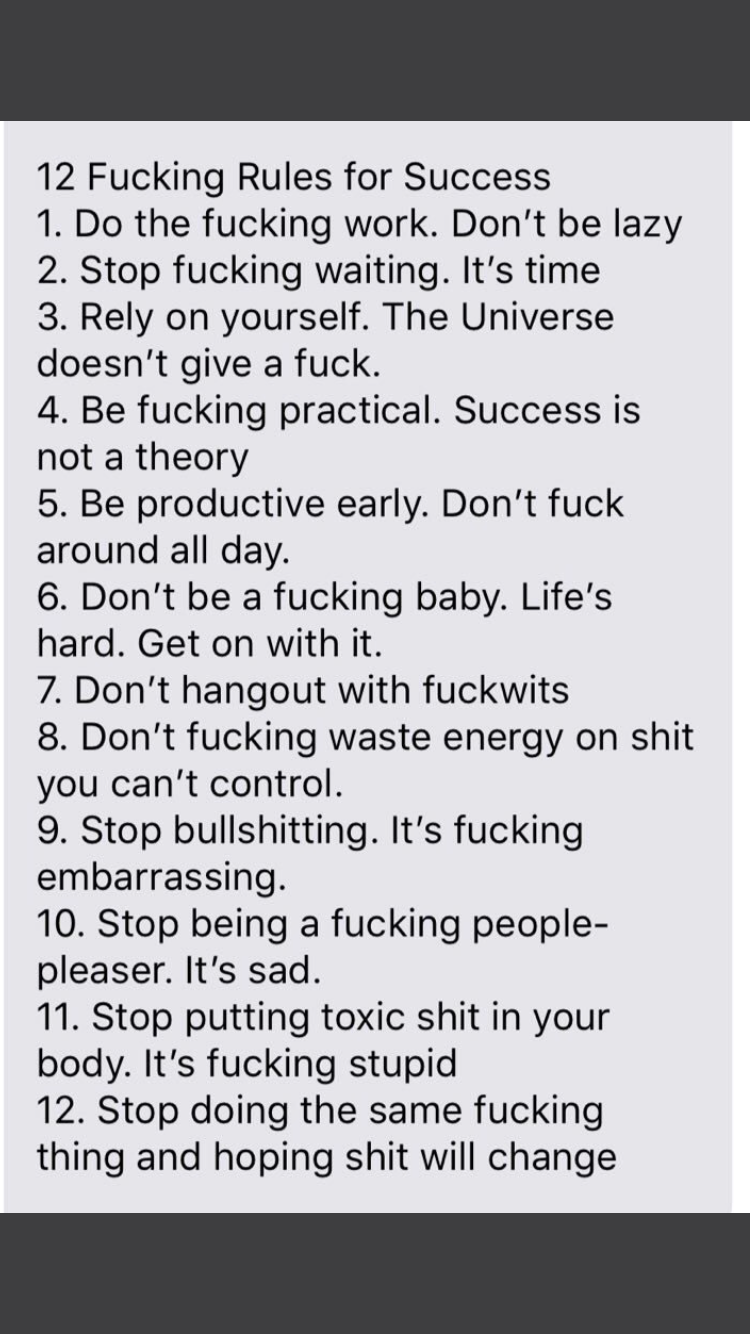 12 Fucking Rules for Success
1. Do the fucking work. Don’t be lazy
2. Stop fucking waiting. It’s time
3. Rely on yourself. The Universe
doesn’t give a fuck.
4. Be fucking practical. Success is
not a theory
5. Be productive early. Don’t fuck
around all day.
6. Don’t be a fucking baby. Life’s
hard. Get on with it.
7. Don’t hangout with fuckwits
8. Don’t fucking waste energy on shit
you can’t control.
9. Stop bullshitting. It’s fucking
embarrassing.
10. Stop being a fucking people-
pleaser. It’s sad.
11. Stop putting toxic shit in your
body. It’s fucking stupid
12. Stop doing the same fucking
thing and hoping shit will change